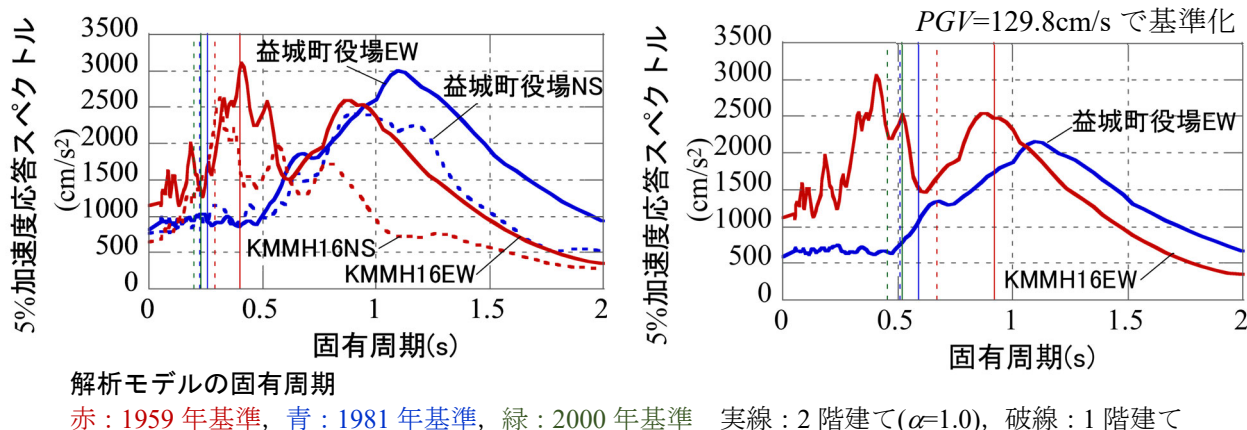 5%加速度応答スペクトル
(cm/s²)
3500
3000
2500
2000
1500
1000
500
0
益城町役場EW
益城町役場NS
KMMH16NS
KMMH16EW
0
0.5
1
1.5
2
固有周期(s)
PGV=129.8cm/s で基準化
5%加速度応答スペクトル
(cm/s²)
3500
3000
2500
2000
1500
1000
500
0
益城町役場EW
KMMH16EW
0
0.5
1
1.5
2
固有周期(s)
解析モデルの固有周期
赤：1959 年基準, 青：1981 年基準, 緑：2000 年基準 実線：2 階建て(α=1.0), 破線：1 階建て